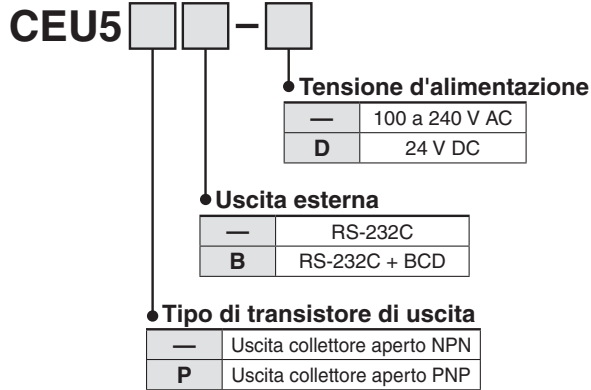 CEU5 –
Tensione d'alimentazione
— 100 a 240 V AC
D 24 V DC
Uscita esterna
— RS-232C
B RS-232C + BCD
Tipo di transistore di uscita
— Uscita collettore aperto NPN
P Uscita collettore aperto PNP